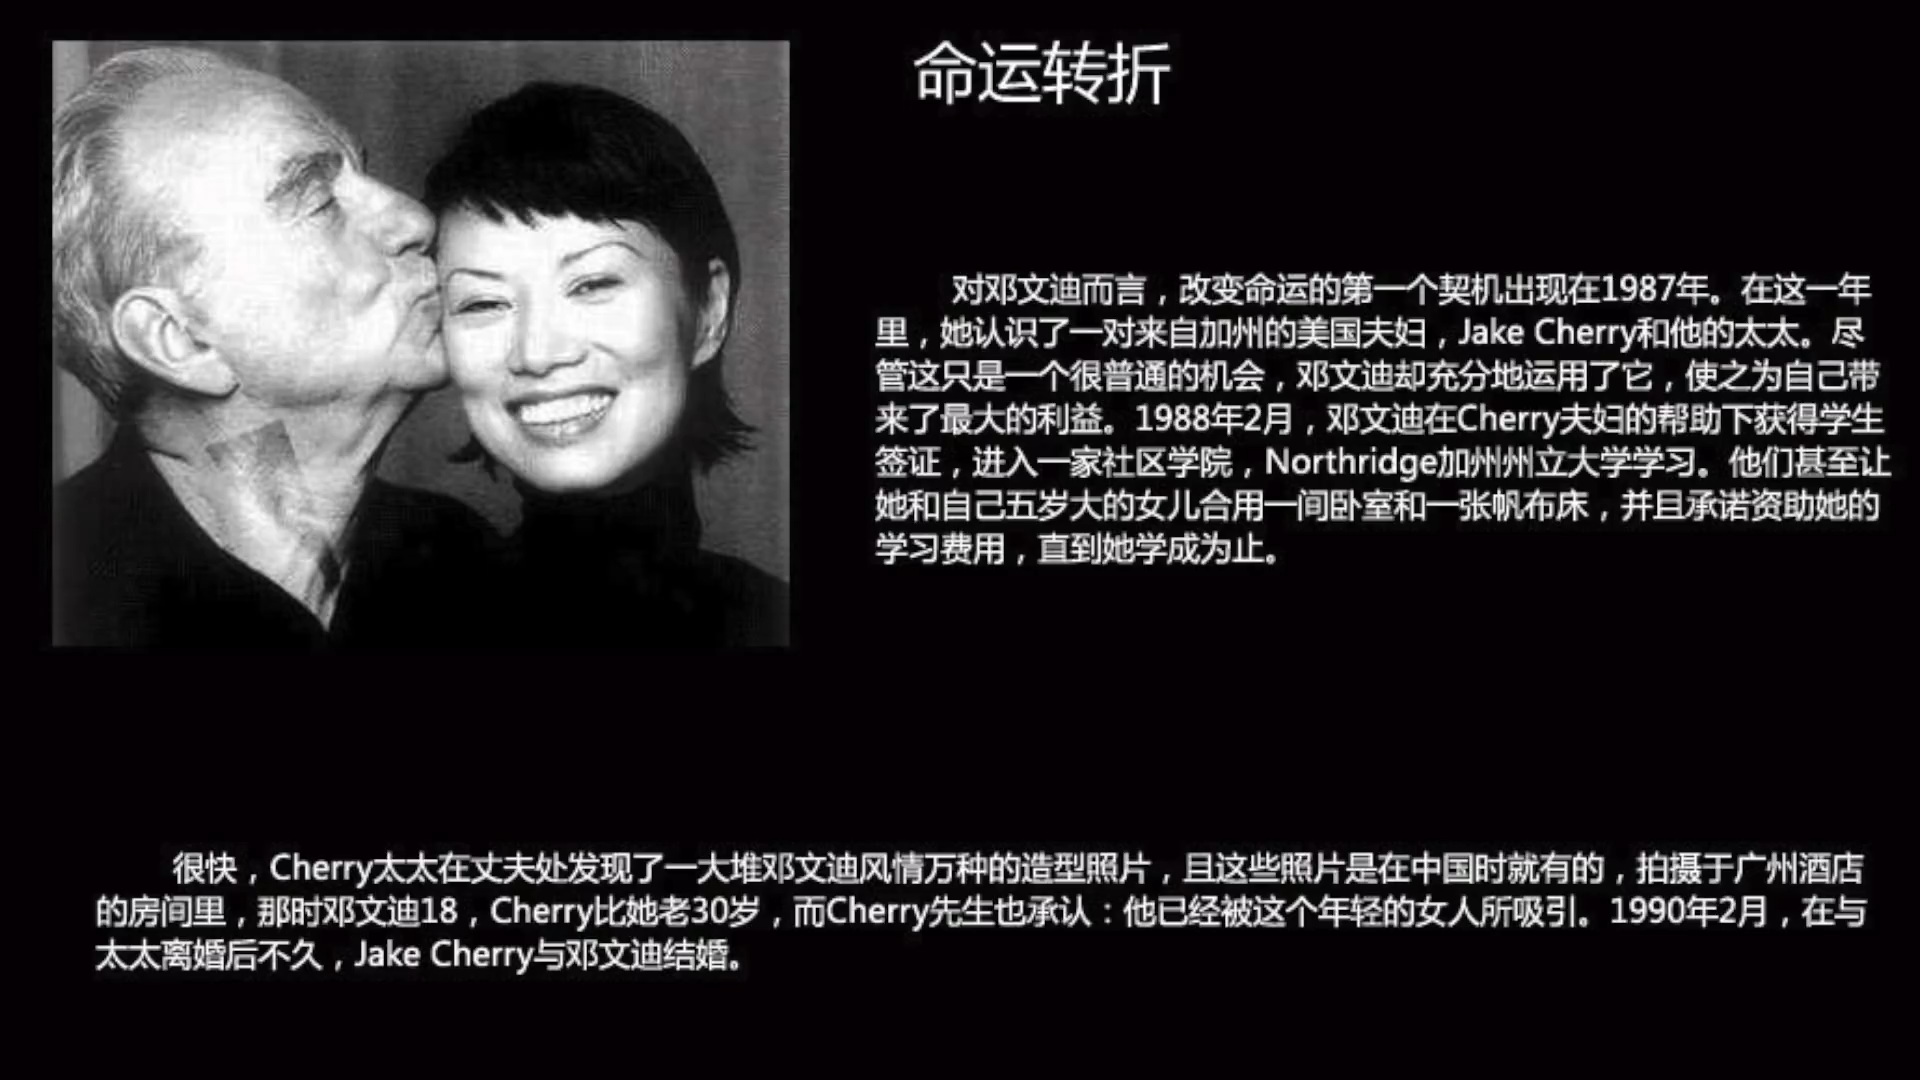 命运转折
对邓文迪而言，改变命运的第一个契机出现在1987年。在这一年
里，她认识了一对来自加州的美国夫妇，Jake Cherry和他的太太。尽
管这只是一个很普通的机会，邓文迪却充分地运用了它，使之为自己带
来了最大的利益。1988年2月，邓文迪在Cherry夫妇的帮助下获得学生
签证，进入一家社区学院，Northridge加州州立大学学习。他们甚至让
她和自己五岁大的女儿合用一间卧室和一张帆布床，并且承诺资助她的
学习费用，直到她学成为止。
很快，Cherry太太在丈夫处发现了一大堆邓文迪风情万种的造型照片，且这些照片是在中国时就有的，拍摄于广州酒店
的房间里，那时邓文迪18，Cherry比她老30岁，而Cherry先生也承认：他已经被这个年轻的女人所吸引。1990年2月，在与
太太离婚后不久，Jake Cherry与邓文迪结婚。